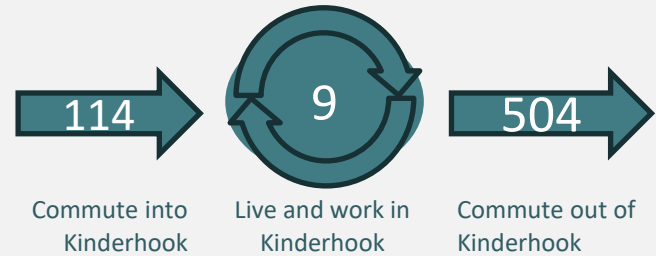 114
9
504
Commute into
Kinderhook
Live and work in
Kinderhook
Commute out of
Kinderhook